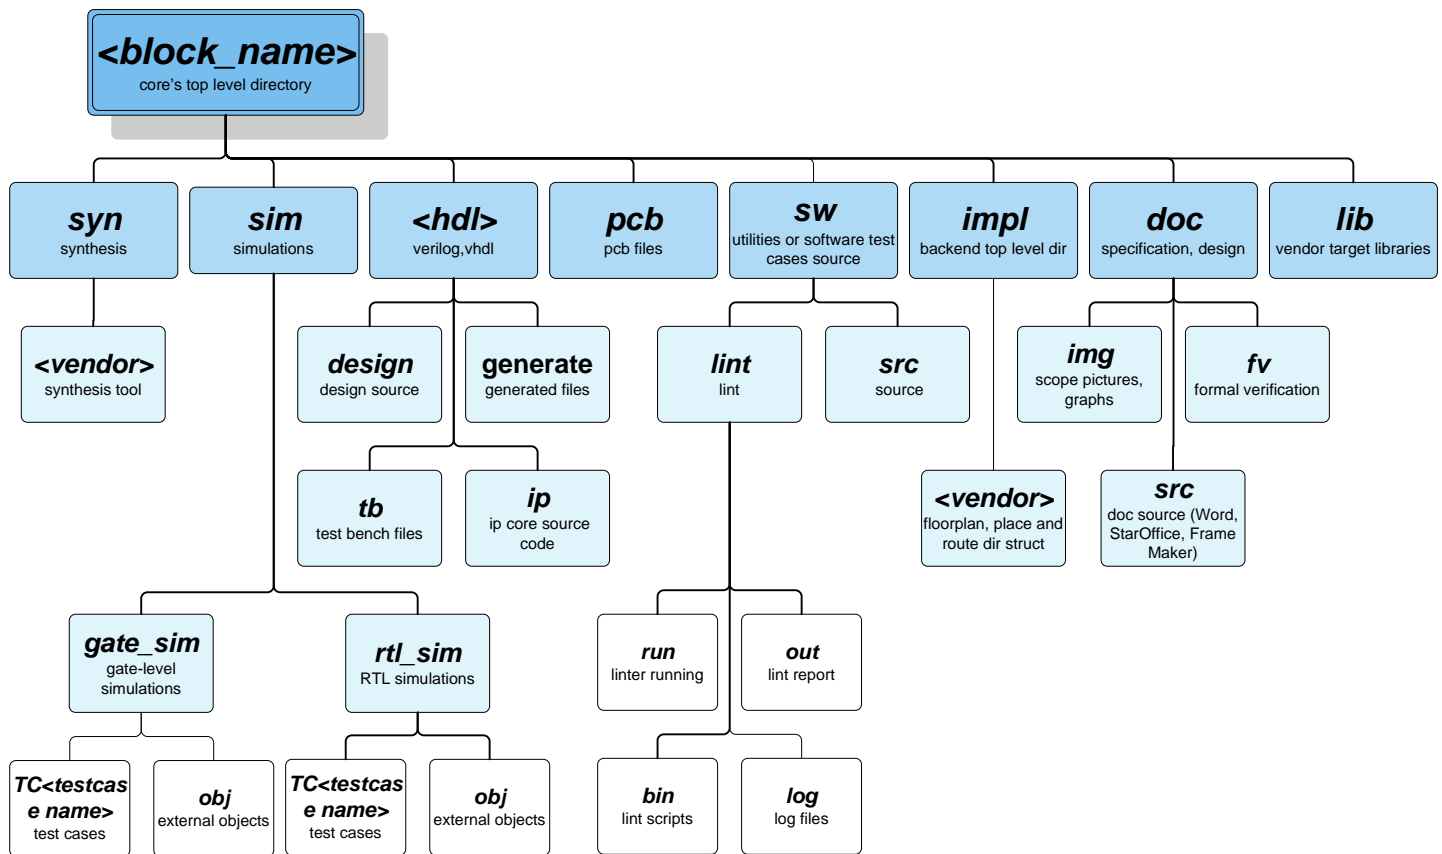 <block_name>
core's top level directory
syn
synthesis
sim
simulations
<hdl>
verilog,vhdl
pcb
pcb files
sw
utilities or software test
cases source
impl
backend top level dir
doc
specification, design
lib
vendor target libraries
<vendor>
synthesis tool
design
design source
generate
generated files
lint
lint
src
source
img
scope pictures,
graphs
fv
formal verification
tb
test bench files
ip
ip core source
code
<vendor>
floorplan, place and
route dir struct
src
doc source (Word,
StarOffice, Frame
Maker)
gate_sim
gate-level
simulations
rtl_sim
RTL simulations
run
linter running
out
lint report
TC<testcas
e name>
test cases
obj
external objects
TC<testcas
e name>
test cases
obj
external objects
bin
lint scripts
log
log files